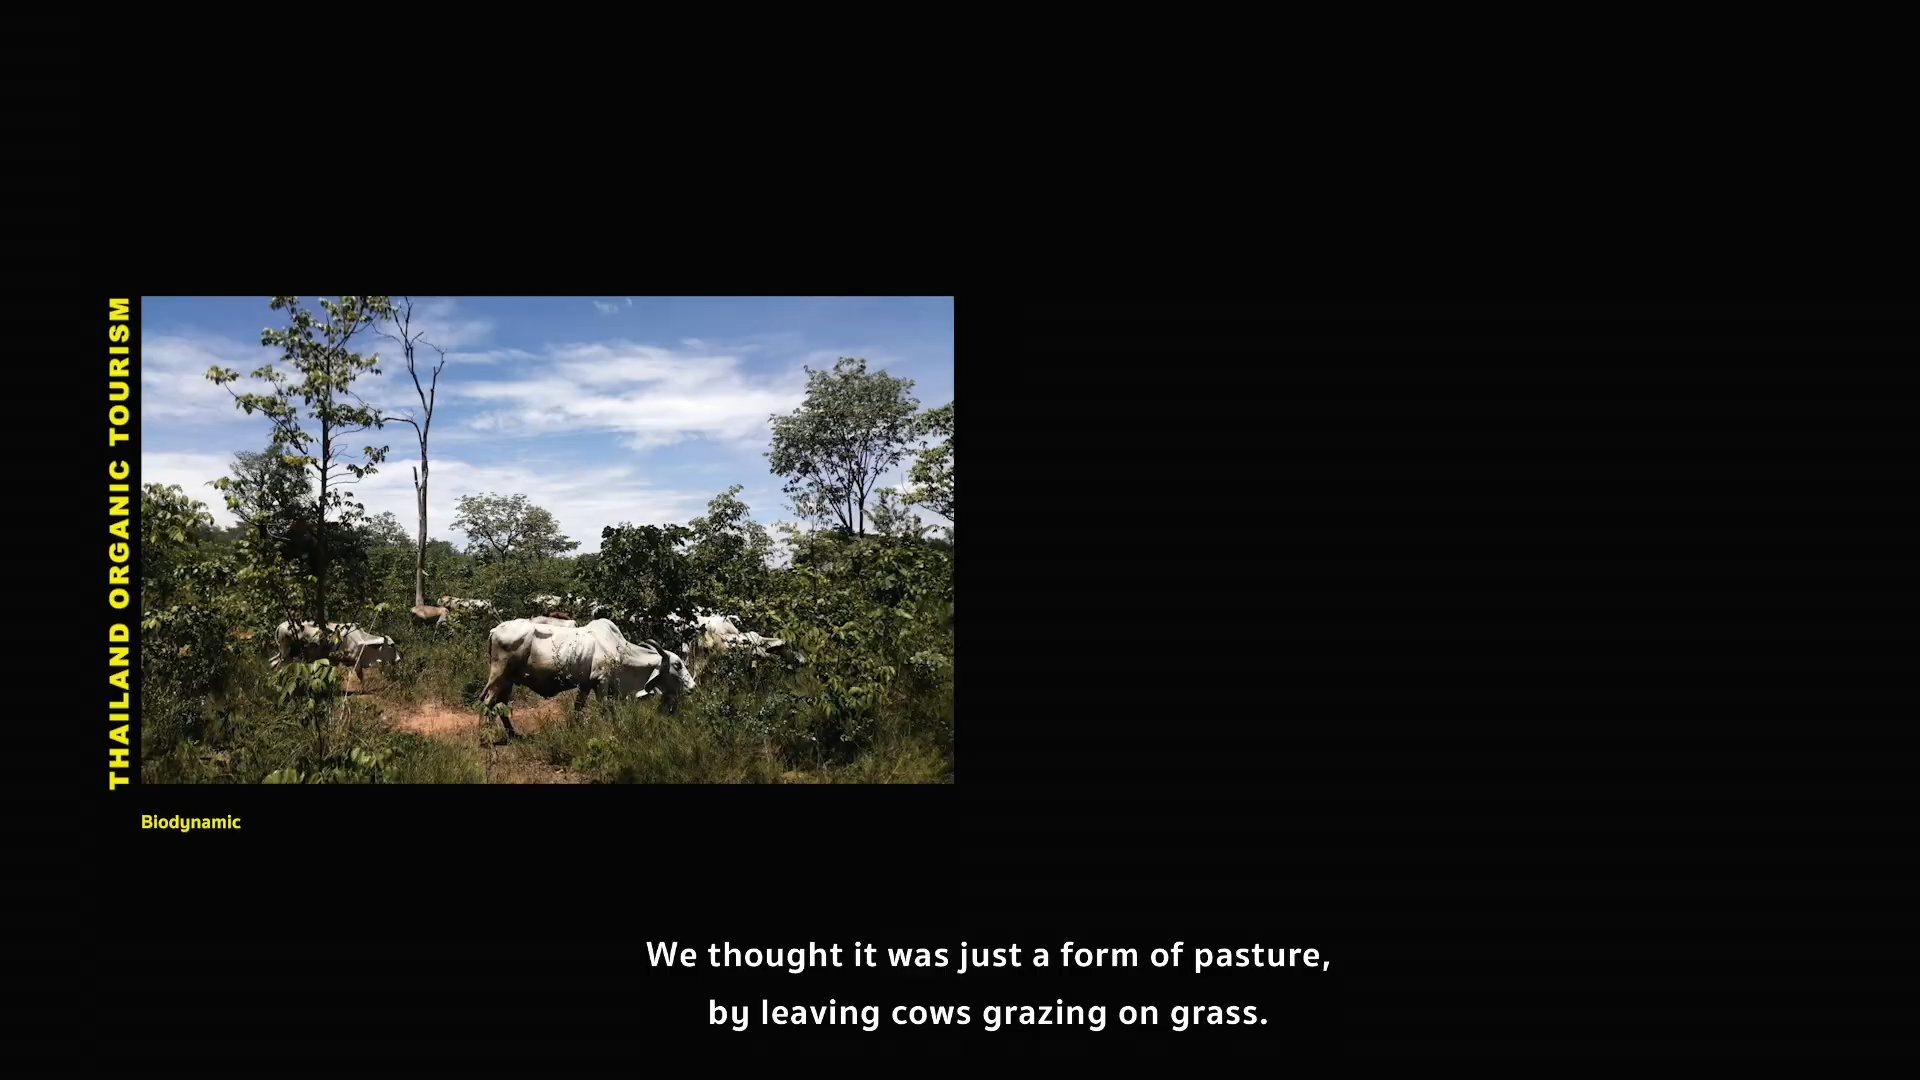 THAILAND ORGANIC TOURISM
Biodynamic
We thought it was just a form of pasture,
by leaving cows grazing on grass.